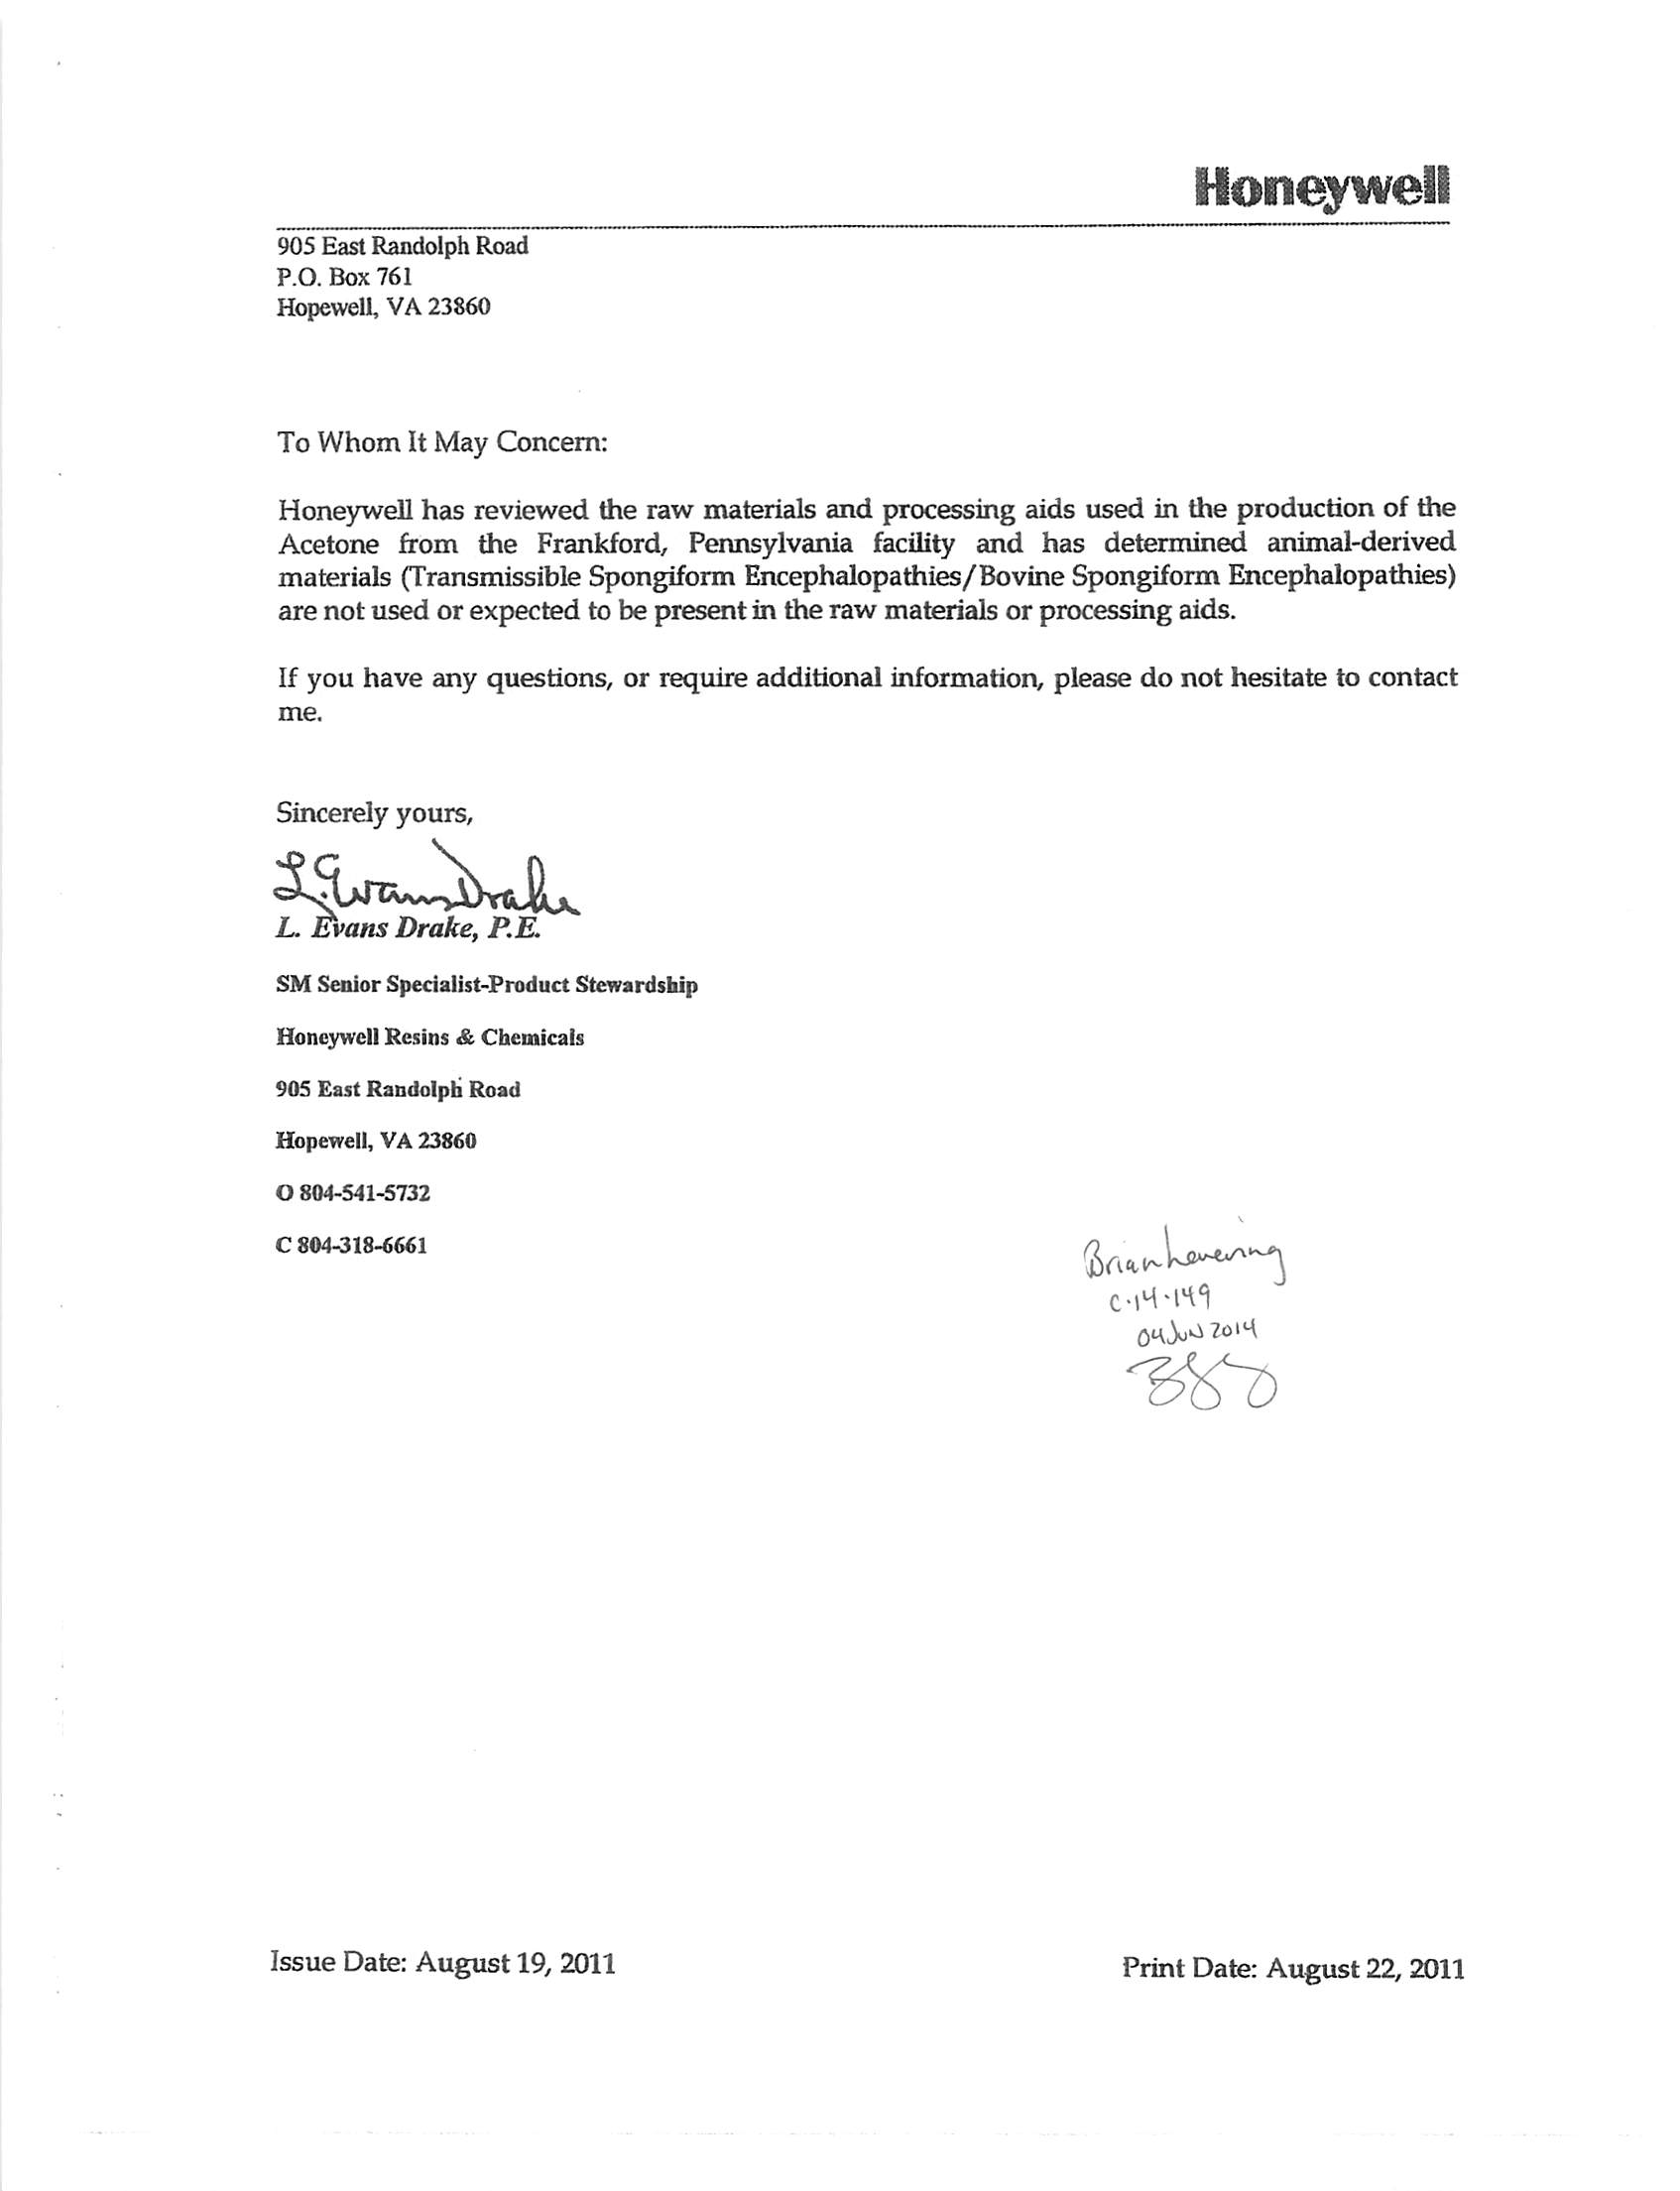 Honeywell
905 East Randolph Road
P.O. Box 761
Hopewell, VA 23860
To Whom It May Concern:
Honeywell has reviewed the raw materials and processing aids used in the production of the
Acetone from the Frankford, Pennsylvania facility and has determined animal-derived
materials (Transmissible Spongiform Encephalopathies/Bovine Spongiform Encephalopathies)
are not used or expected to be present in the raw materials or processing aids.
If you have any questions, or require additional information, please do not hesitate to contact
me.
Sincerely yours,
L. Evans Drake
L. Evans Drake, P.E.
SM Senior Specialist-Product Stewardship
Honeywell Resins & Chemicals
905 East Randolph Road
Hopewell, VA 23860
O 804-541-5732
C 804-318-6661
Brian
C-14-149
04JUN2014
Issue Date: August 19, 2011
Print Date: August 22, 2011